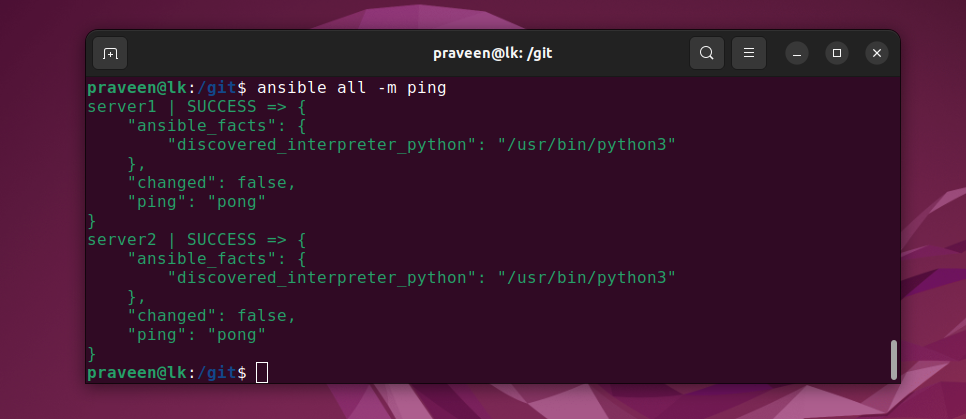 praveen@lk: /git
praveen@lk:/git$ ansible all -m ping
server1 | SUCCESS => {
    "ansible_facts": {
        "discovered_interpreter_python": "/usr/bin/python3"
    },
    "changed": false,
    "ping": "pong"
}
server2 | SUCCESS => {
    "ansible_facts": {
        "discovered_interpreter_python": "/usr/bin/python3"
    },
    "changed": false,
    "ping": "pong"
}
praveen@lk:/git$